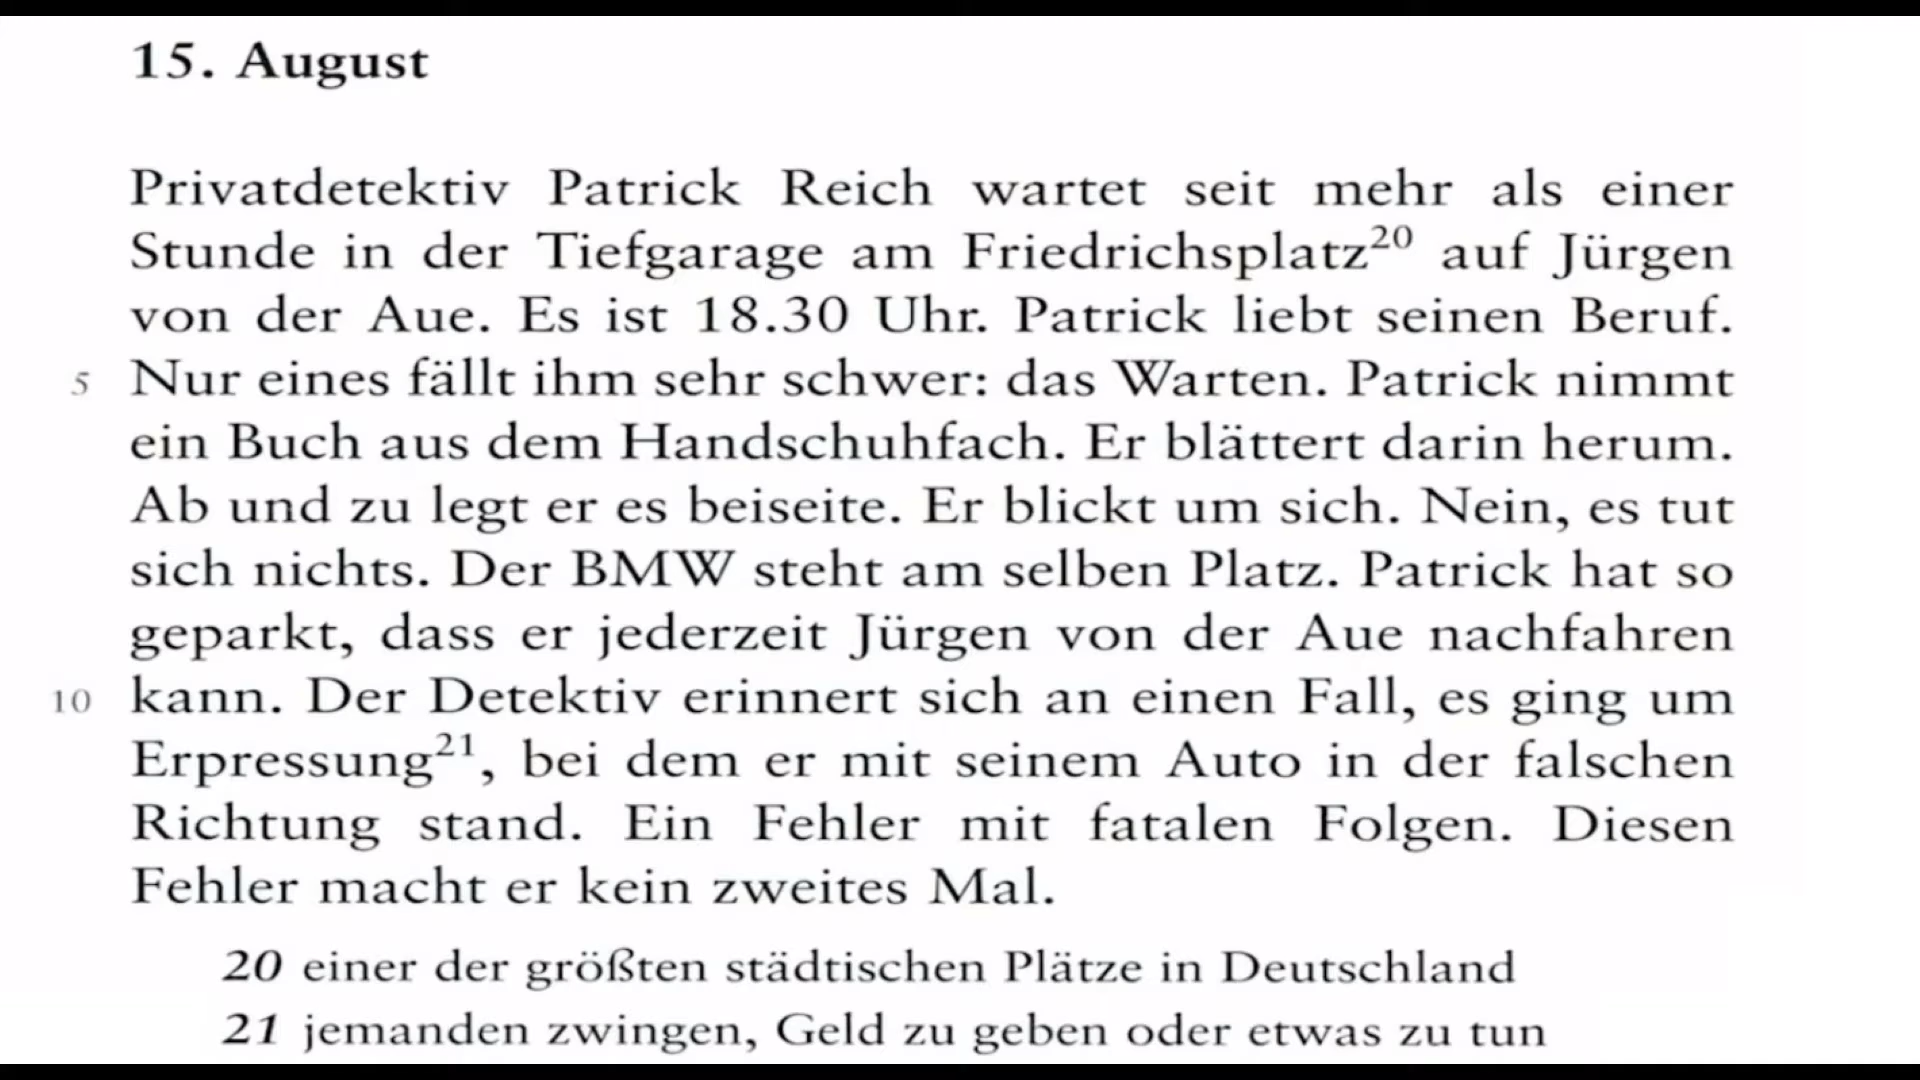 15. August
Privatdetektiv Patrick Reich wartet seit mehr als einer
Stunde in der Tiefgarage am Friedrichsplatz20 auf Jürgen
von der Aue. Es ist 18.30 Uhr. Patrick liebt seinen Beruf.
5 Nur eines fällt ihm sehr schwer: das Warten. Patrick nimmt
ein Buch aus dem Handschuhfach. Er blättert darin herum.
Ab und zu legt er es beiseite. Er blickt um sich. Nein, es tut
sich nichts. Der BMW steht am selben Platz. Patrick hat so
geparkt, dass er jederzeit Jürgen von der Aue nachfahren
10 kann. Der Detektiv erinnert sich an einen Fall, es ging um
Erpressung21, bei dem er mit seinem Auto in der falschen
Richtung stand. Ein Fehler mit fatalen Folgen. Diesen
Fehler macht er kein zweites Mal.
20 einer der größten städtischen Plätze in Deutschland
21 jemanden zwingen, Geld zu geben oder etwas zu tun